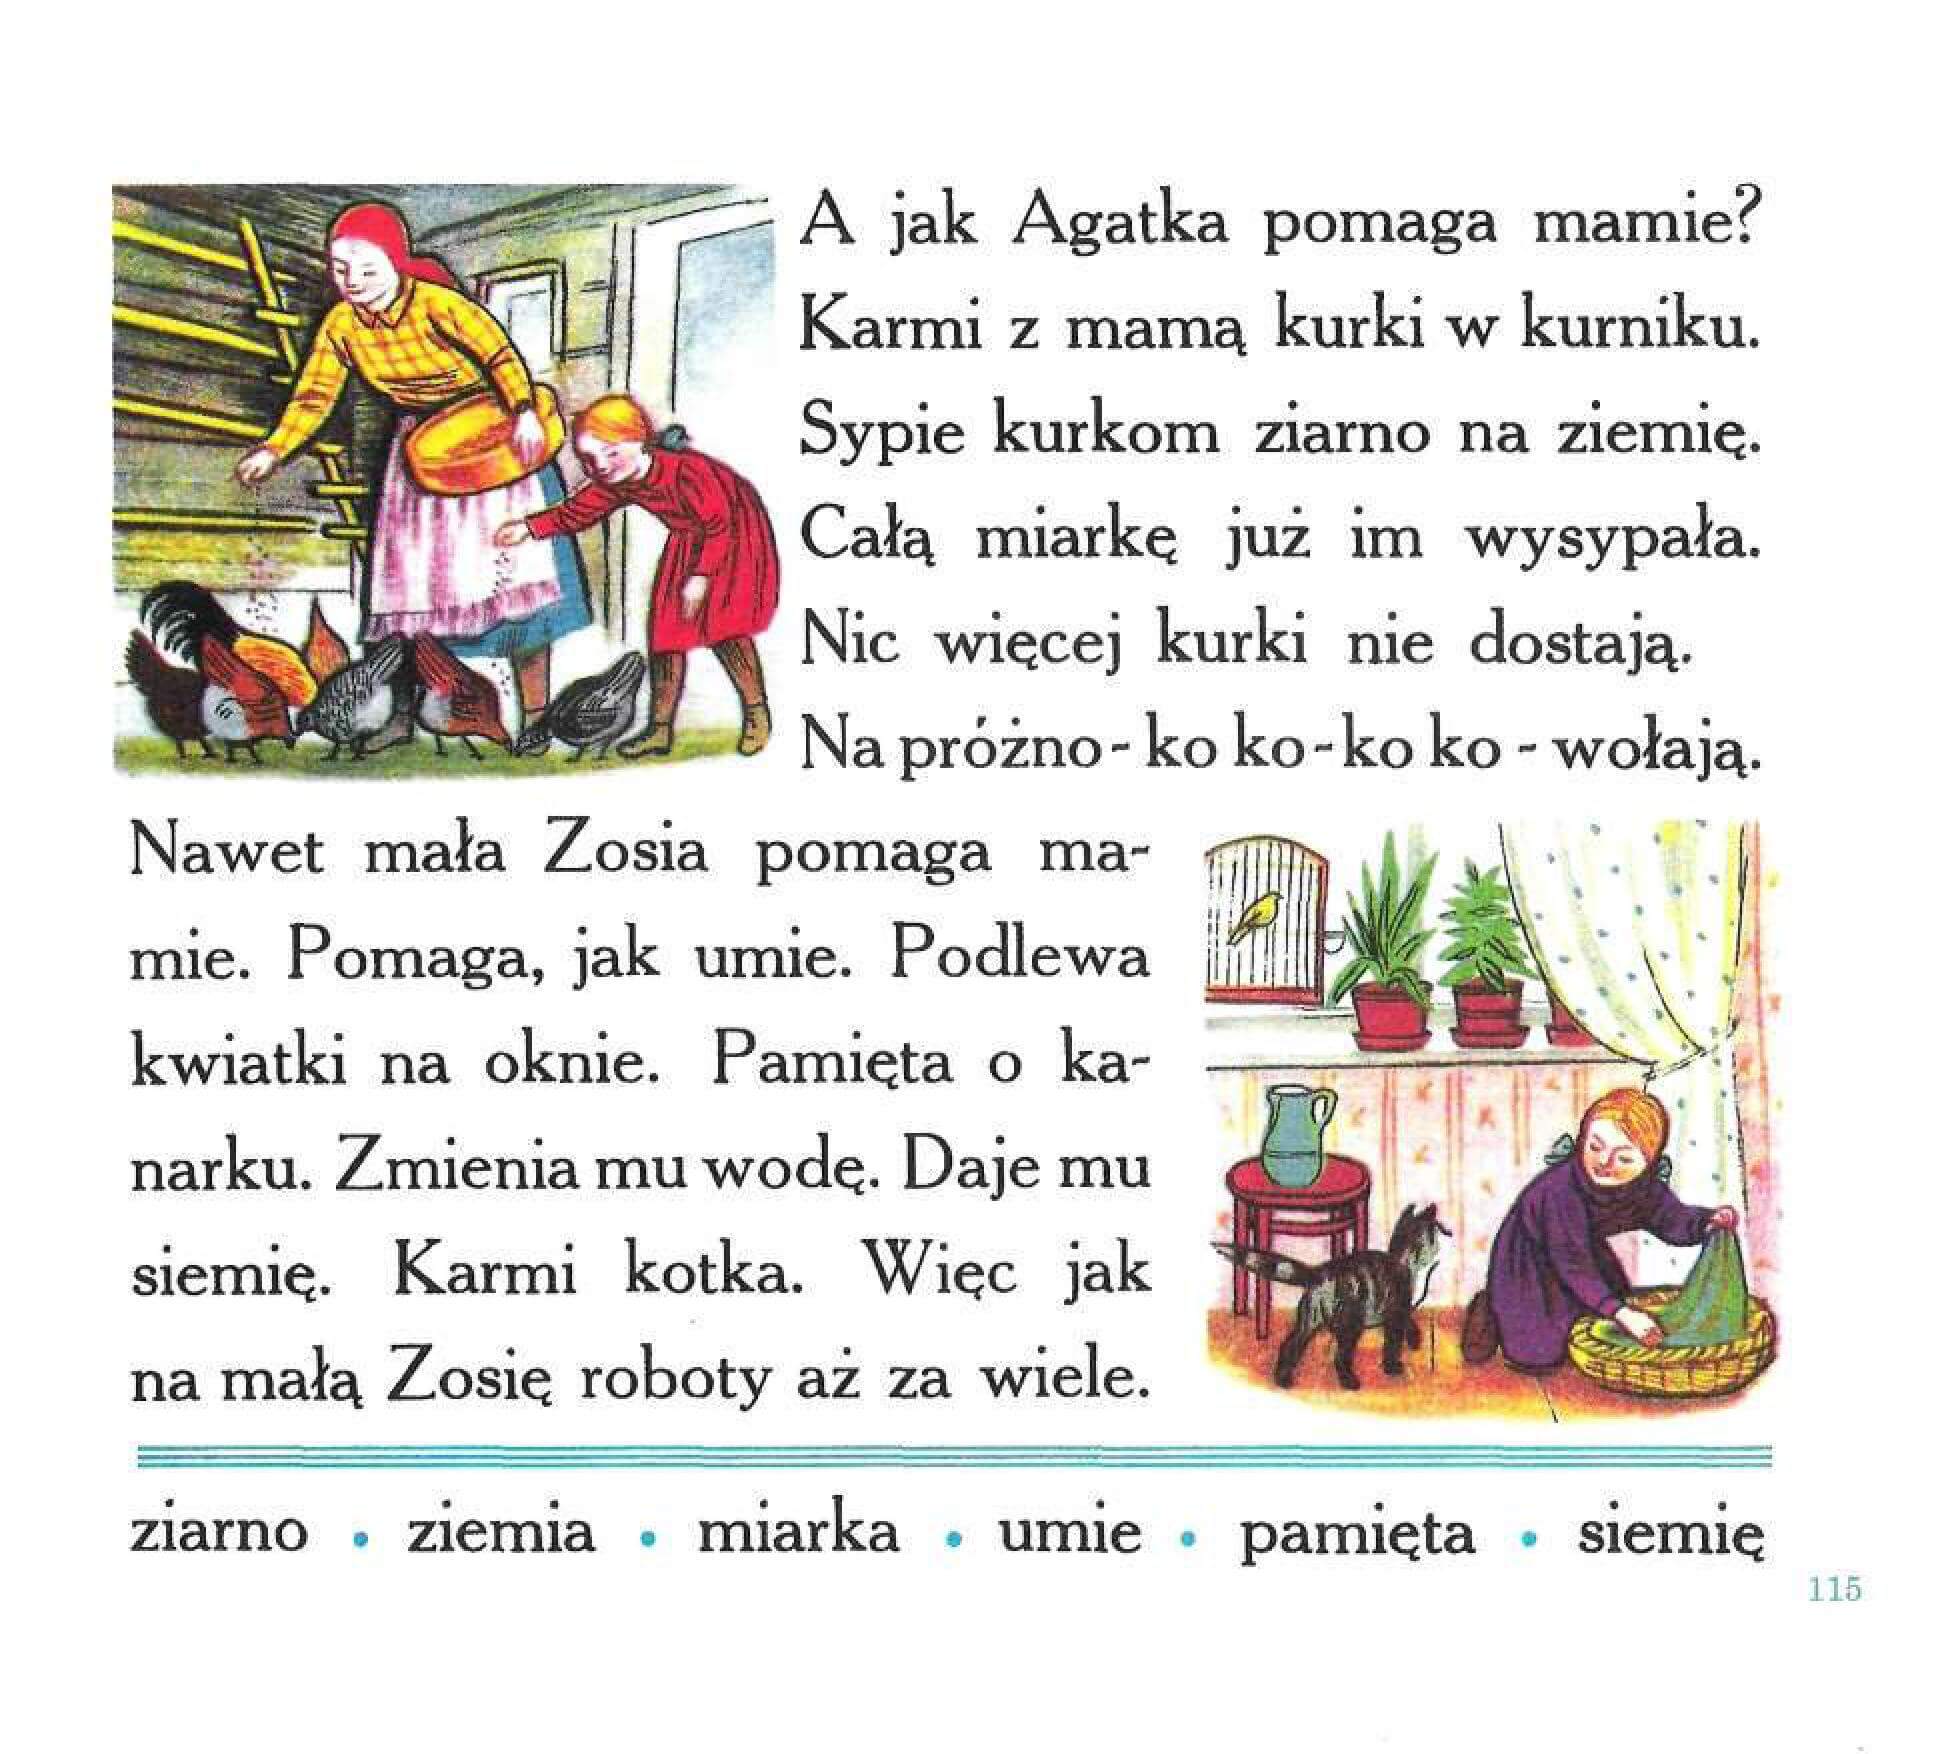 A jak Agatka pomaga mamie?
Karmi z mamą kurki w kurniku.
Sypie kurkom ziarno na ziemię.
Całą miarkę już im wysypała.
Nic więcej kurki nie dostają.
Na próżno - ko ko - ko ko - wołają.
Nawet mała Zosia pomaga ma-
mie. Pomaga, jak umie. Podlewa
kwiatki na oknie. Pamięta o ka-
narku. Zmienia mu wodę. Daje mu
siemię. Karmi kotka. Więc jak
na małą Zosię roboty aż za wiele.
ziarno • ziemia • miarka • umie • pamięta • siemię
115